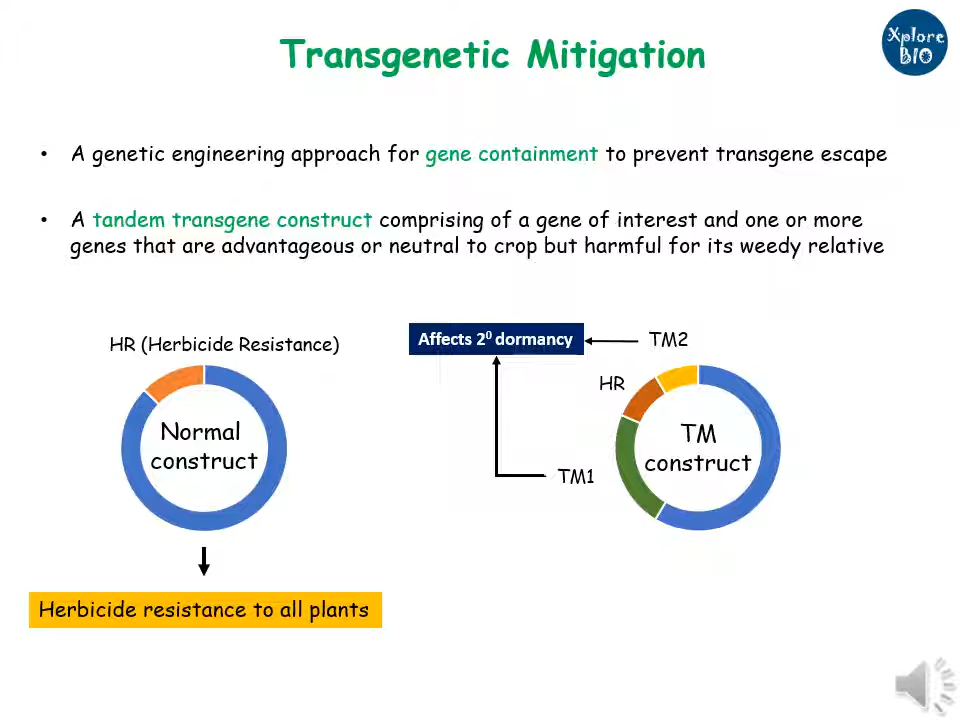 Xplore
BIO
Transgenetic Mitigation
• A genetic engineering approach for gene containment to prevent transgene escape
• A tandem transgene construct comprising of a gene of interest and one or more
genes that are advantageous or neutral to crop but harmful for its weedy relative
HR (Herbicide Resistance)
Normal
construct
Herbicide resistance to all plants
Affects 2⁰ dormancy
TM2
HR
TM
construct
TM1